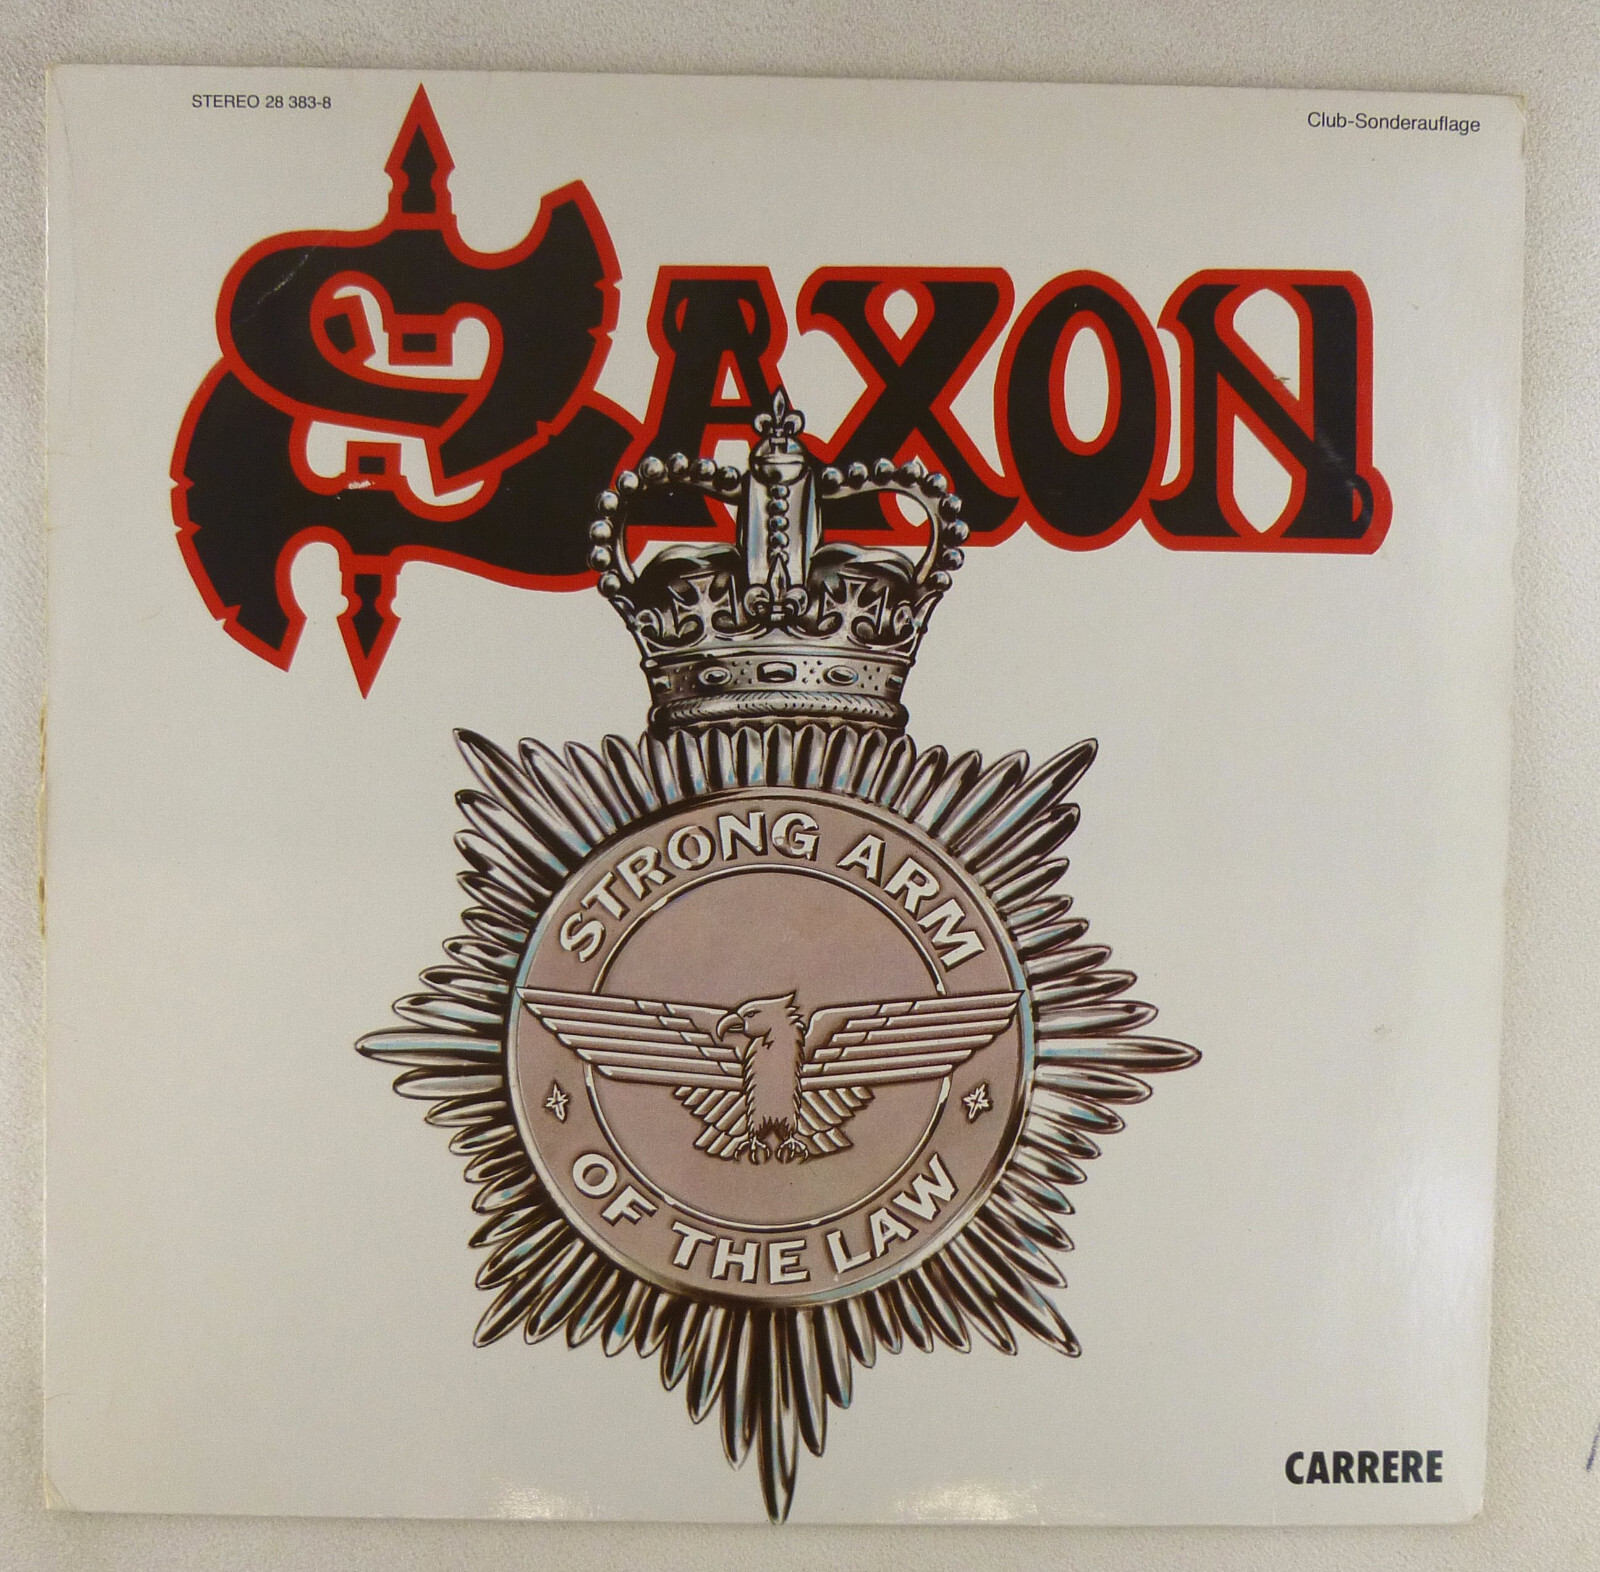 STEREO 28 383-8
Club-Sonderauflage
SAXON
STRONG ARM
OF THE LAW
CARRERE